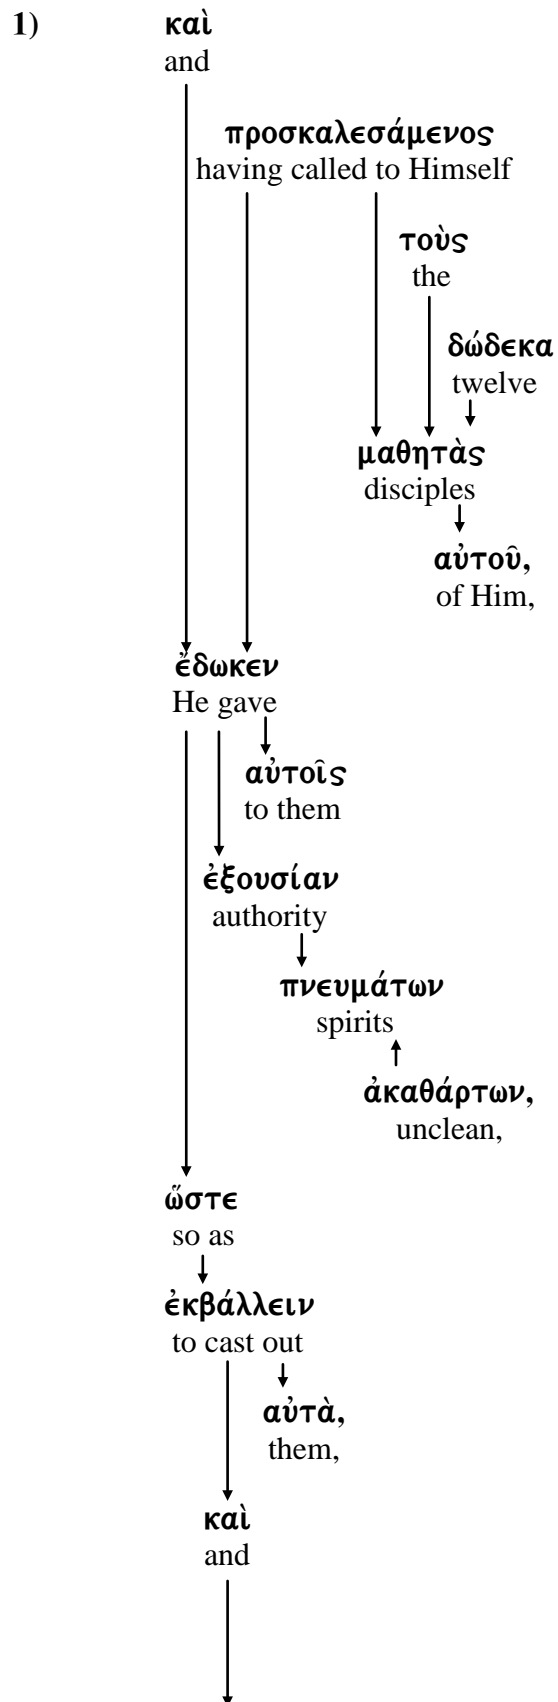 1) καὶ
and
προσκαλεσάμενος
having called to Himself
τοὺς
the
δώδεκα
twelve
μαθητὰς
disciples
αὐτοῦ,
of Him,
ἔδωκεν
He gave
αὐτοῖς
to them
ἐξουσίαν
authority
πνευμάτων
spirits
ἀκαθάρτων,
unclean,
ὥστε
so as
ἐκβάλλειν
to cast out
αὐτὰ,
them,
καὶ
and